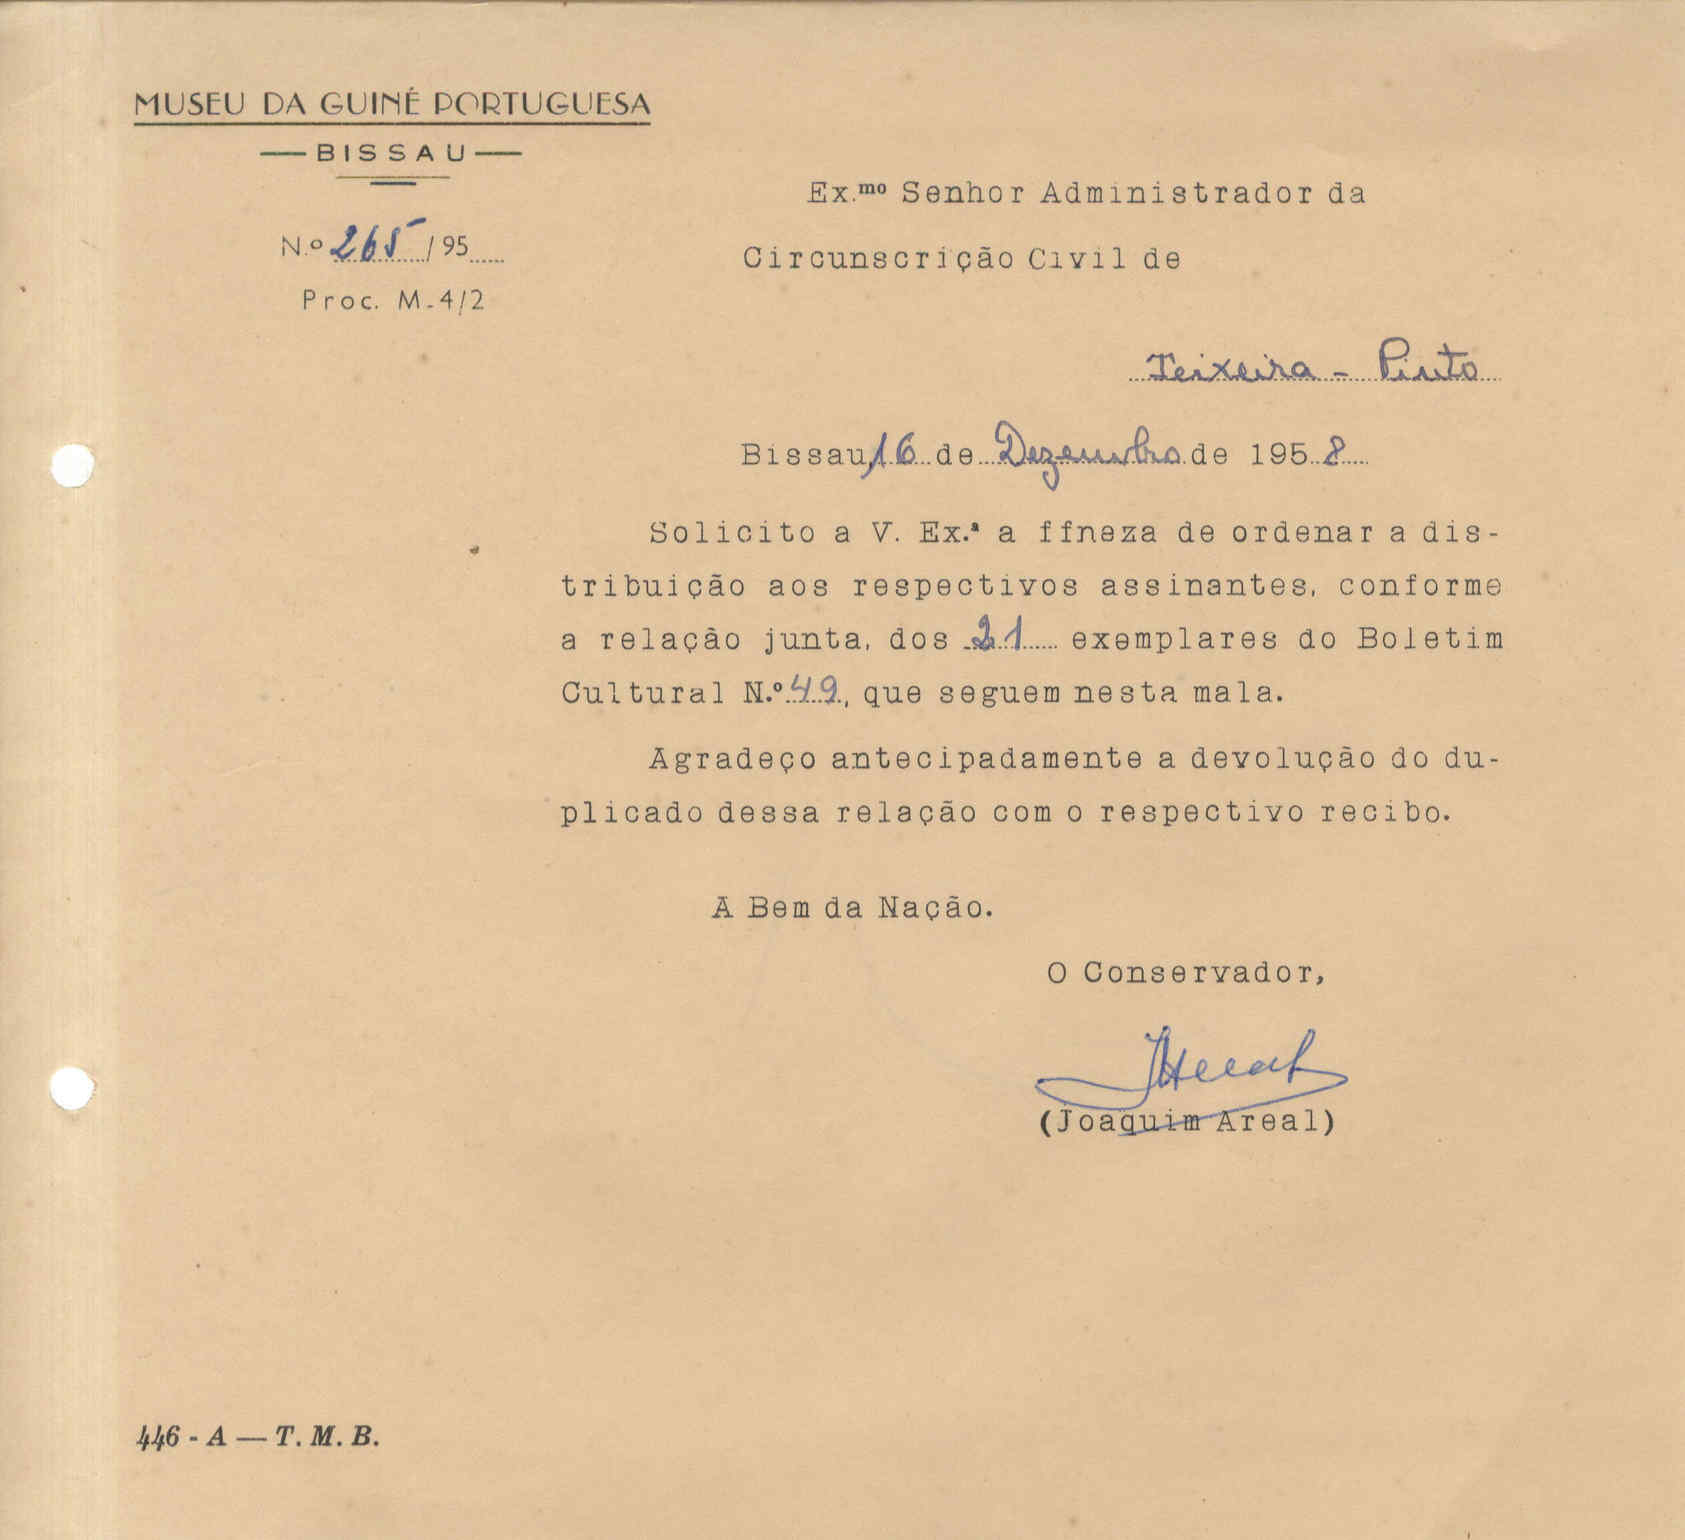 MUSEU DA GUINÉ PORTUGUESA
BISSAU
N.º 265 / 95
Proc. M-4/2
Ex.mo Senhor Administrador da
Circunscrição Civil de
Teixeira - Pinto
Bissau, 16 de Dezembro de 1958
Solicito a V. Ex.ª a ffneza de ordenar a dis-
tribuição aos respectivos assinantes, conforme
a relação junta, dos 21 exemplares do Boletim
Cultural N.º 49, que seguem nesta mala.
Agradeço antecipadamente a devolução do du-
plicado dessa relação com o respectivo recibo.
A Bem da Nação.
O Conservador,
(Joaquim Areal)
446 - A — T. M. B.